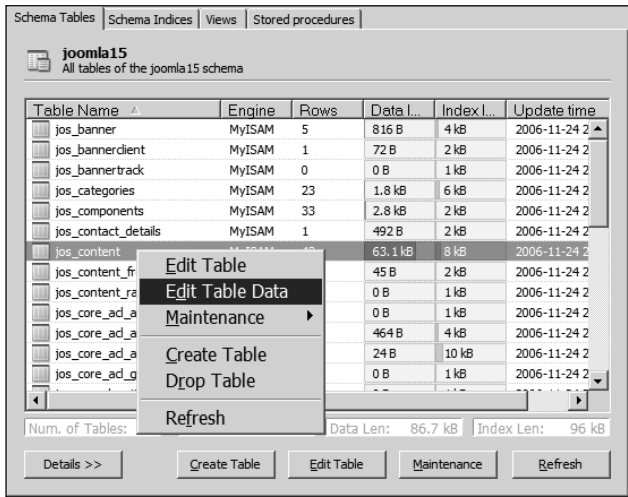 Schema Tables Schema Indices Views Stored procedures
joomla15
All tables of the joomla15 schema
Table Name Engine Rows Data l... Index l... Update time
jos_banner MyISAM 5 816 B 4 kB 2006-11-24 2
jos_bannerclient MyISAM 1 72 B 2 kB 2006-11-24 2
jos_bannertrack MyISAM 0 0 B 1 kB 2006-11-24 2
jos_categories MyISAM 23 1.8 kB 6 kB 2006-11-24 2
jos_components MyISAM 33 2.8 kB 2 kB 2006-11-24 2
jos_contact_details MyISAM 1 492 B 2 kB 2006-11-24 2
jos_content 63.1 kB 8 kB 2006-11-24 2
jos_content_fr 45 B 2 kB 2006-11-24 2
jos_content_ra 0 B 1 kB 2006-11-24 2
jos_core_acl_a 0 B 1 kB 2006-11-24 2
jos_core_acl_a 464 B 4 kB 2006-11-24 2
jos_core_acl_a 24 B 10 kB 2006-11-24 2
jos_core_acl_g 0 B 1 kB 2006-11-24 2
Edit Table
Edit Table Data
Maintenance
Create Table
Drop Table
Refresh
Num. of Tables: Data Len: 86.7 kB Index Len: 96 kB
Details >> Create Table Edit Table Maintenance Refresh